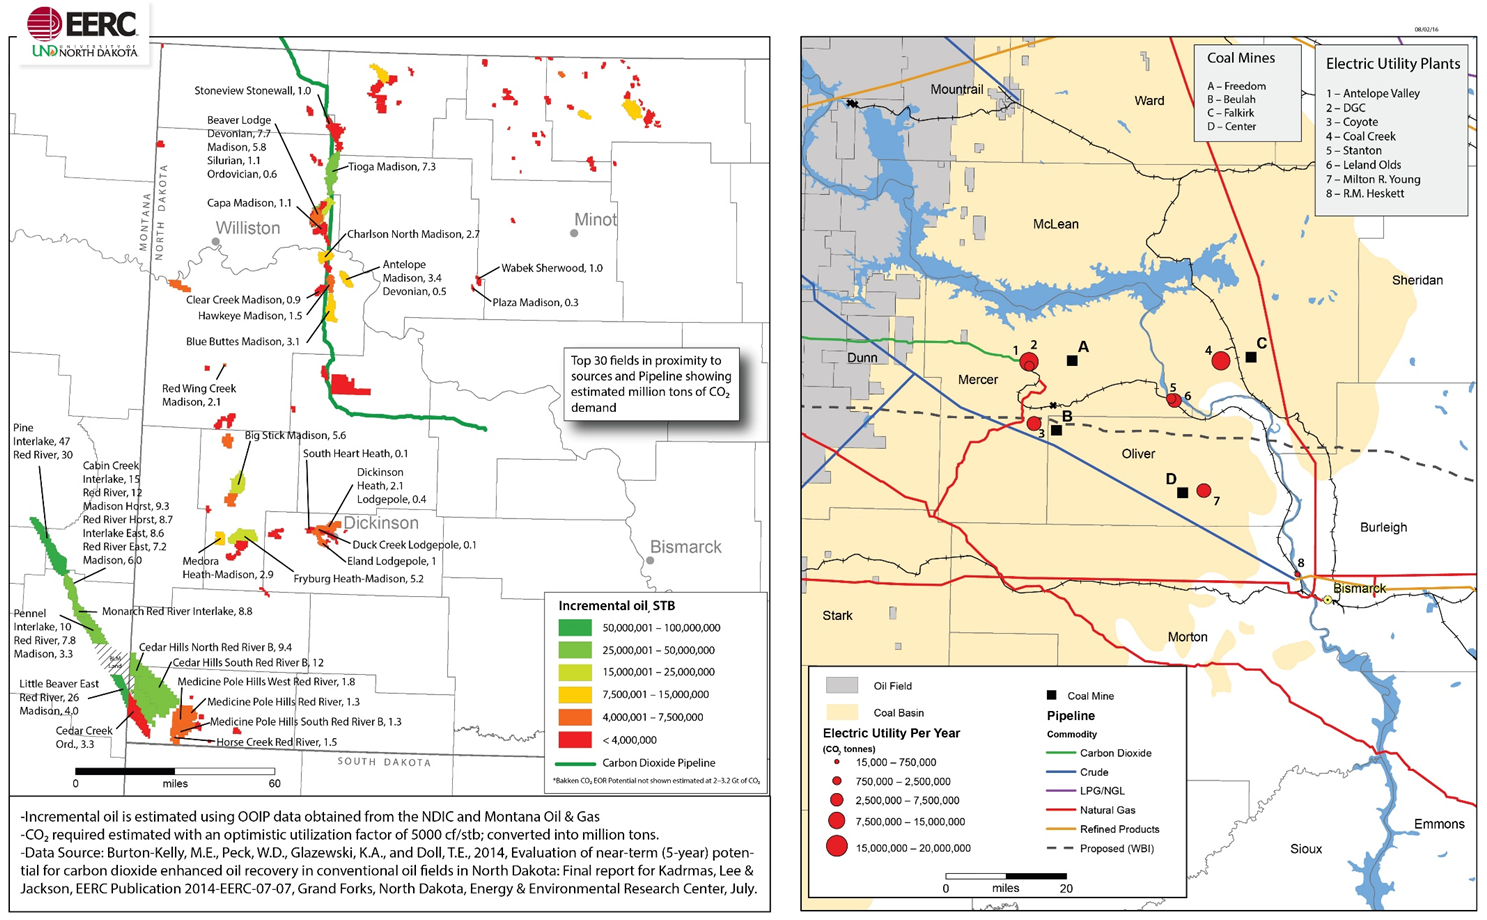 EERC
UND UNIVERSITY OF
NORTH DAKOTA
Stoneview Stonewall, 1.0
Beaver Lodge
Devonian, 7.7
Madison, 5.8
Silurian, 1.1
Ordovician, 0.6
Tioga Madison, 7.3
MONTANA
NORTH DAKOTA
Capa Madison, 1.1
Williston
Minot
Charlson North Madison, 2.7
Antelope
Madison, 3.4
Devonian, 0.5
Wabek Sherwood, 1.0
Plaza Madison, 0.3
Clear Creek Madison, 0.9
Hawkeye Madison, 1.5
Blue Buttes Madison, 3.1
Top 30 fields in proximity to
sources and Pipeline showing
estimated million tons of CO₂
demand
Red Wing Creek
Madison, 2.1
Pine
Interlake, 47
Red River, 30
Big Stick Madison, 5.6
South Heart Heath, 0.1
Cabin Creek
Interlake, 15
Red River, 12
Madison Horst, 9.3
Red River Horst, 8.7
Interlake East, 8.6
Red River East, 7.2
Madison, 6.0
Dickinson
Heath, 2.1
Lodgepole, 0.4
Dickinson
Duck Creek Lodgepole, 0.1
Eland Lodgepole, 1
Bismarck
Medora
Heath-Madison, 2.9
Fryburg Heath-Madison, 5.2
Pennel
Interlake, 10
Red River, 7.8
Madison, 3.3
Monarch Red River Interlake, 8.8
Cedar Hills North Red River B, 9.4
Cedar Hills South Red River B, 12
BLM
Land
Little Beaver East
Red River, 26
Madison, 4.0
Medicine Pole Hills West Red River, 1.8
Medicine Pole Hills Red River, 1.3
Medicine Pole Hills South Red River B, 1.3
Cedar Creek
Ord., 3.3
Horse Creek Red River, 1.5
SOUTH DAKOTA
0 60
miles
Incremental oil STB
50,000,001 – 100,000,000
25,000,001 – 50,000,000
15,000,001 – 25,000,000
7,500,001 – 15,000,000
4,000,001 – 7,500,000
< 4,000,000
Carbon Dioxide Pipeline
*Bakken CO₂ EOR Potential not shown estimated at 2–3.2 Gt of CO₂
-Incremental oil is estimated using OOIP data obtained from the NDIC and Montana Oil & Gas
-CO₂ required estimated with an optimistic utilization factor of 5000 cf/stb; converted into million tons.
-Data Source: Burton-Kelly, M.E., Peck, W.D., Glazewski, K.A., and Doll, T.E., 2014, Evaluation of near-term (5-year) poten-
tial for carbon dioxide enhanced oil recovery in conventional oil fields in North Dakota: Final report for Kadrmas, Lee &
Jackson, EERC Publication 2014-EERC-07-07, Grand Forks, North Dakota, Energy & Environmental Research Center, July.
08/02/16
Coal Mines
A – Freedom
B – Beulah
C – Falkirk
D – Center
Electric Utility Plants
1 – Antelope Valley
2 – DGC
3 – Coyote
4 – Coal Creek
5 – Stanton
6 – Leland Olds
7 – Milton R. Young
8 – R.M. Heskett
Mountrail
Ward
McLean
Sheridan
Dunn
1
2
A
4
C
Mercer
5
6
B
3
Oliver
D
7
Burleigh
8
Bismarck
Stark
Morton
Emmons
Sioux
Oil Field
Coal Basin
Electric Utility Per Year
(CO₂ tonnes)
15,000 – 750,000
750,000 – 2,500,000
2,500,000 – 7,500,000
7,500,000 – 15,000,000
15,000,000 – 20,000,000
Coal Mine
Pipeline
Commodity
Carbon Dioxide
Crude
LPG/NGL
Natural Gas
Refined Products
Proposed (WBI)
0 miles 20